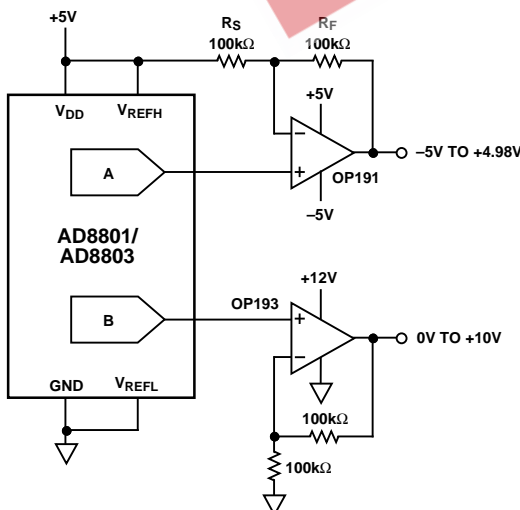 +5V
RS RF
100kΩ 100kΩ
VDD VREFH
+5V
–
A
+
OP191
–5V TO +4.98V
–5V
AD8801/
AD8803
+12V
OP193
B
+
–
0V TO +10V
GND VREFL
100kΩ
100kΩ